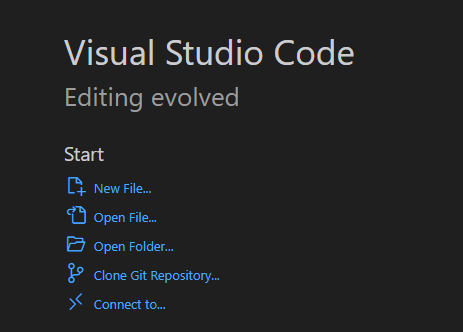 Visual Studio Code
Editing evolved
Start
New File...
Open File...
Open Folder...
Clone Git Repository...
Connect to...